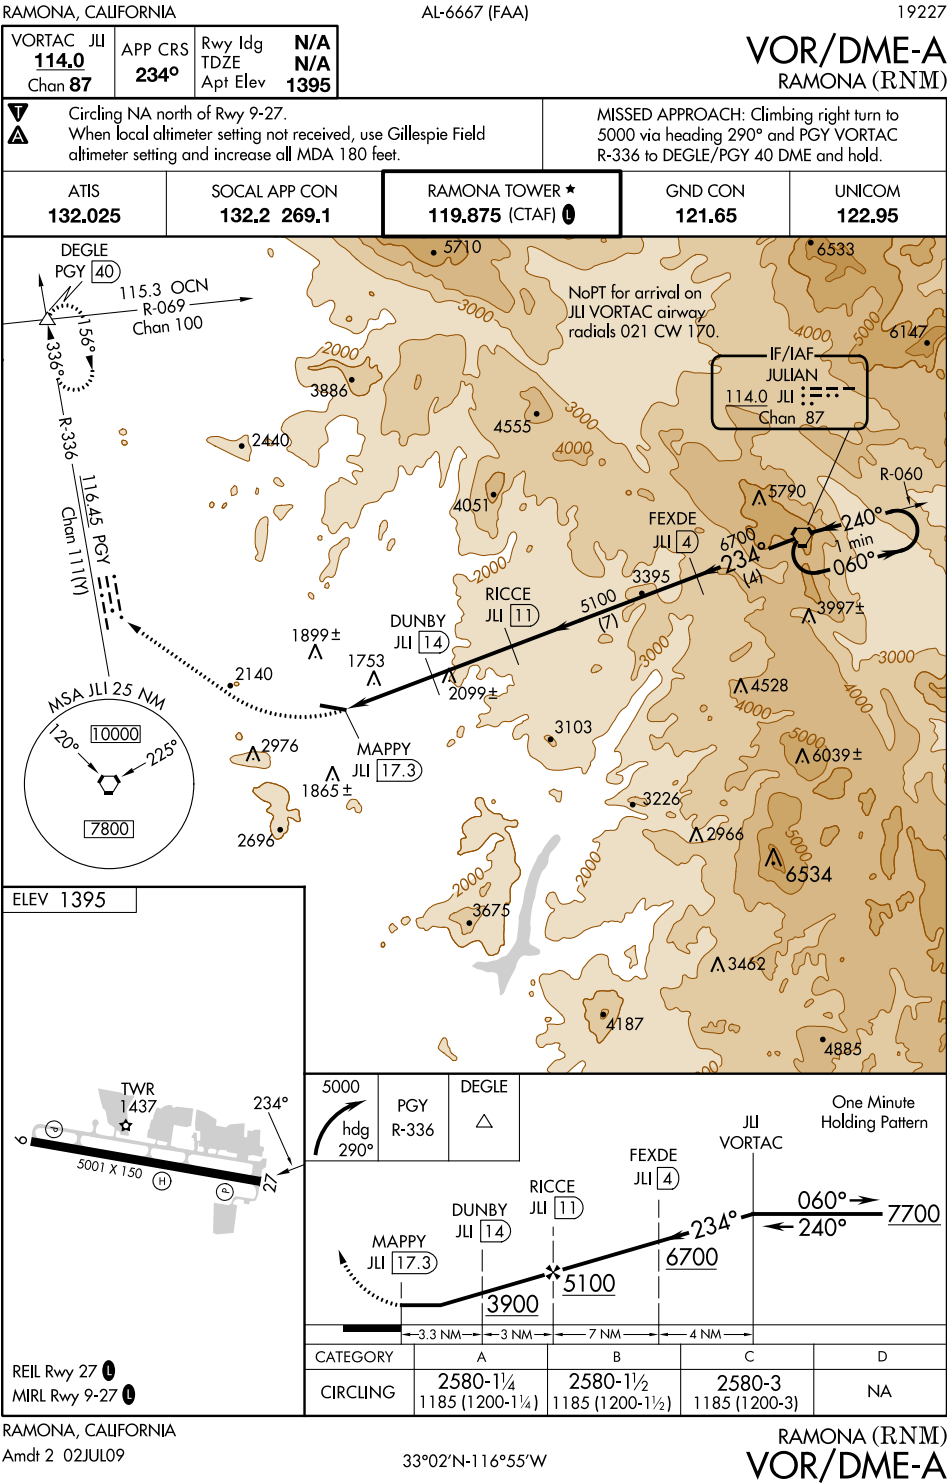 RAMONA, CALIFORNIA
AL-6667 (FAA)
19227
VORTAC JLI
114.0
Chan 87
APP CRS
234°
Rwy Idg N/A
TDZE N/A
Apt Elev 1395
VOR/DME-A
RAMONA (RNM)
T
A
Circling NA north of Rwy 9-27.
When local altimeter setting not received, use Gillespie Field
altimeter setting and increase all MDA 180 feet.
MISSED APPROACH: Climbing right turn to
5000 via heading 290° and PGY VORTAC
R-336 to DEGLE/PGY 40 DME and hold.
ATIS
132.025
SOCAL APP CON
132.2 269.1
RAMONA TOWER ★
119.875 (CTAF) L
GND CON
121.65
UNICOM
122.95
DEGLE
PGY 40
115.3 OCN
R-069
Chan 100
156°
336°
R-336
116.45 PGY
Chan 111(Y)
NoPT for arrival on
JLI VORTAC airway
radials 021 CW 170.
5710
6533
6147
3000
4000
5000
2000
3886
2440
4555
3000
4000
4051
2000
IF/IAF
JULIAN
114.0 JLI
Chan 87
R-060
5790
240°
1 min
060°
FEXDE
JLI 4
6700
234°
(4)
3395
5100
(7)
RICCE
JLI 11
DUNBY
JLI 14
3997±
1899±
1753
2099±
2140
3000
3000
4528
4000
4000
MSA JLI 25 NM
10000
120°
225°
7800
2976
MAPPY
JLI 17.3
1865±
3103
5000
6039±
2696
3226
2966
5000
6534
2000
2000
3675
3462
4187
4885
ELEV 1395
TWR
1437
234°
9
5001 X 150
27
P
H
P
REIL Rwy 27 L
MIRL Rwy 9-27 L
5000
hdg
290°
PGY
R-336
DEGLE
One Minute
Holding Pattern
JLI
VORTAC
FEXDE
JLI 4
RICCE
JLI 11
DUNBY
JLI 14
MAPPY
JLI 17.3
060°
240°
7700
234°
6700
5100
3900
3.3 NM
3 NM
7 NM
4 NM
CATEGORY A B C D
CIRCLING
2580-1¼
1185 (1200-1¼)
2580-1½
1185 (1200-1½)
2580-3
1185 (1200-3)
NA
RAMONA, CALIFORNIA
Amdt 2 02JUL09
33°02'N-116°55'W
RAMONA (RNM)
VOR/DME-A